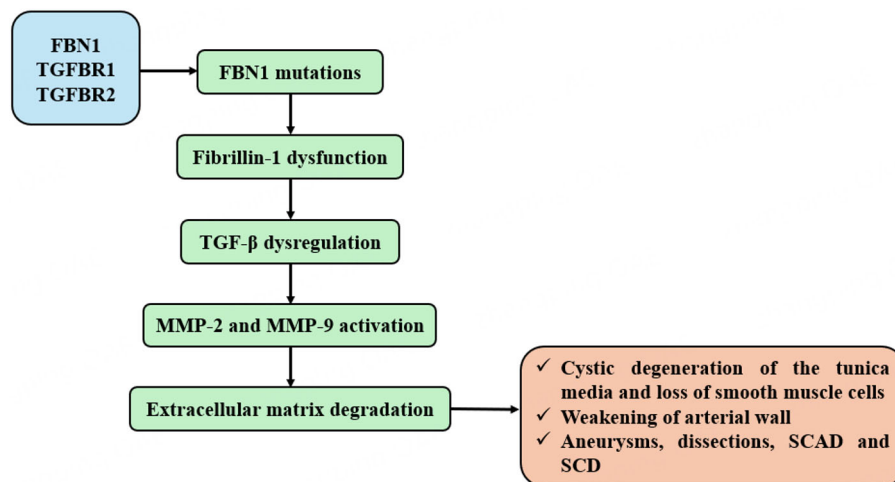 FBN1
TGFBR1
TGFBR2
FBN1 mutations
Fibrillin-1 dysfunction
TGF-β dysregulation
MMP-2 and MMP-9 activation
Extracellular matrix degradation
✓ Cystic degeneration of the tunica
media and loss of smooth muscle cells
✓ Weakening of arterial wall
✓ Aneurysms, dissections, SCAD and
SCD